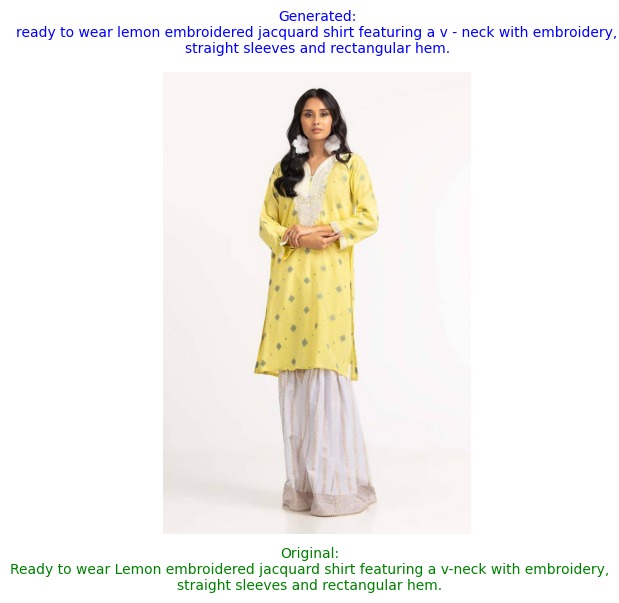 Generated:
ready to wear lemon embroidered jacquard shirt featuring a v - neck with embroidery,
straight sleeves and rectangular hem.
Original:
Ready to wear Lemon embroidered jacquard shirt featuring a v-neck with embroidery,
straight sleeves and rectangular hem.